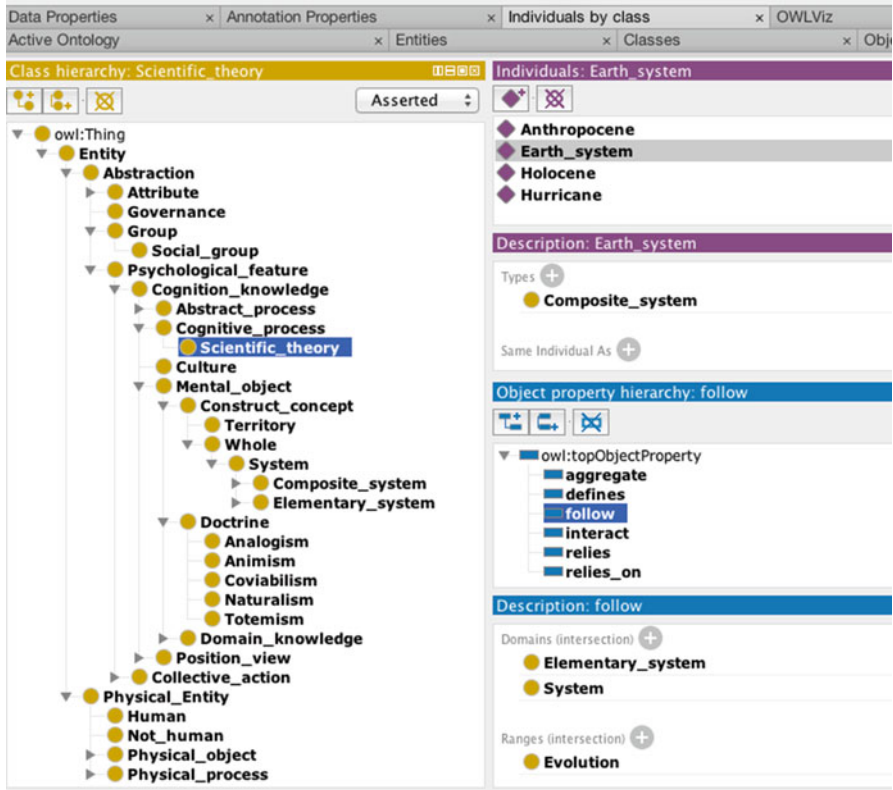 Data Properties × Annotation Properties × Individuals by class × OWLViz
Active Ontology × Entities × Classes × Obj
Class hierarchy: Scientific_theory
Asserted
owl:Thing
Entity
Abstraction
Attribute
Governance
Group
Social_group
Psychological_feature
Cognition_knowledge
Abstract_process
Cognitive_process
Scientific_theory
Culture
Mental_object
Construct_concept
Territory
Whole
System
Composite_system
Elementary_system
Doctrine
Analogism
Animism
Coviabilism
Naturalism
Totemism
Domain_knowledge
Position_view
Collective_action
Physical_Entity
Human
Not_human
Physical_object
Physical_process
Individuals: Earth_system
Anthropocene
Earth_system
Holocene
Hurricane
Description: Earth_system
Types
Composite_system
Same Individual As
Object property hierarchy: follow
owl:topObjectProperty
aggregate
defines
follow
interact
relies
relies_on
Description: follow
Domains (intersection)
Elementary_system
System
Ranges (intersection)
Evolution